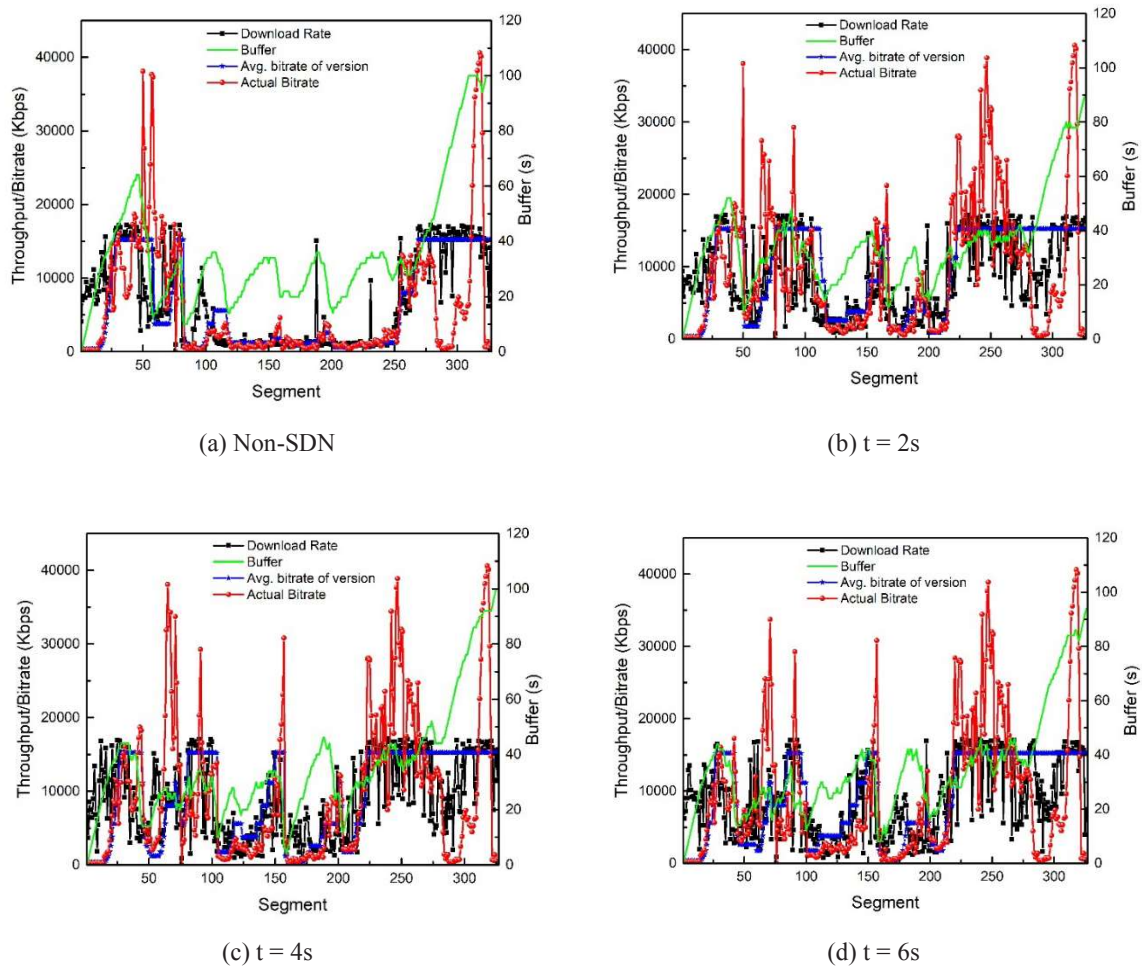 Download Rate
Buffer
Avg. bitrate of version
Actual Bitrate
Throughput/Bitrate (Kbps)
40000
30000
20000
10000
0
120
100
80
60
40
20
0
Buffer (s)
50 100 150 200 250 300
Segment
(a) Non-SDN
Download Rate
Buffer
Avg. bitrate of version
Actual Bitrate
Throughput/Bitrate (Kbps)
40000
30000
20000
10000
0
120
100
80
60
40
20
0
Buffer (s)
50 100 150 200 250 300
Segment
(b) t = 2s
Download Rate
Buffer
Avg. bitrate of version
Actual Bitrate
Throughput/Bitrate (Kbps)
40000
30000
20000
10000
0
120
100
80
60
40
20
0
Buffer (s)
50 100 150 200 250 300
Segment
(c) t = 4s
Download Rate
Buffer
Avg. bitrate of version
Actual Bitrate
Throughput/Bitrate (Kbps)
40000
30000
20000
10000
0
120
100
80
60
40
20
0
Buffer (s)
50 100 150 200 250 300
Segment
(d) t = 6s